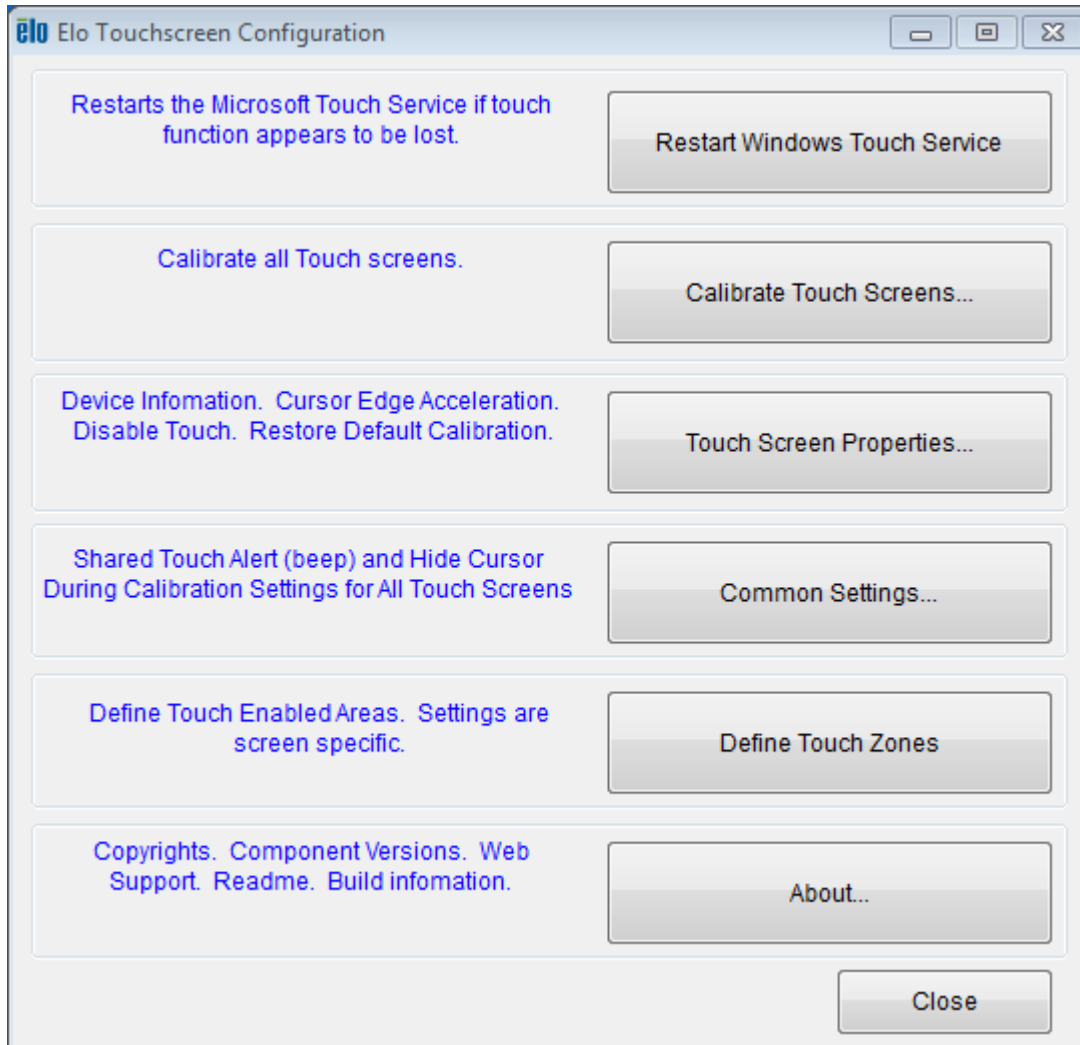 elo Elo Touchscreen Configuration
Restarts the Microsoft Touch Service if touch
function appears to be lost.
Restart Windows Touch Service
Calibrate all Touch screens.
Calibrate Touch Screens...
Device Infomation.  Cursor Edge Acceleration.
Disable Touch.  Restore Default Calibration.
Touch Screen Properties...
Shared Touch Alert (beep) and Hide Cursor
During Calibration Settings for All Touch Screens
Common Settings...
Define Touch Enabled Areas.  Settings are
screen specific.
Define Touch Zones
Copyrights.  Component Versions.  Web
Support.  Readme.  Build infomation.
About...
Close